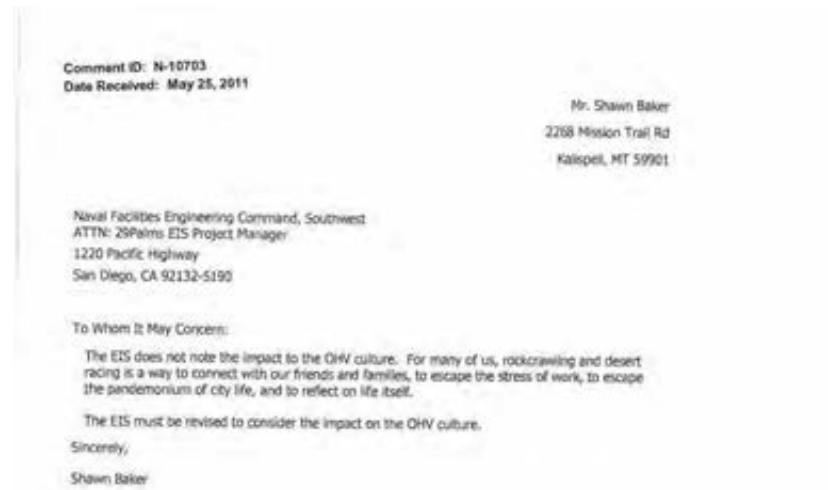 Comment ID: N-10703
Date Received: May 25, 2011
Mr. Shawn Baker
2268 Mission Trail Rd
Kalispell, MT 59901
Naval Facilities Engineering Command, Southwest
ATTN: 29Palms EIS Project Manager
1220 Pacific Highway
San Diego, CA 92132-5190
To Whom It May Concern:
The EIS does not note the impact to the OHV culture. For many of us, rockcrawling and desert
racing is a way to connect with our friends and families, to escape the stress of work, to escape
the pandemonium of city life, and to reflect on life itself.
The EIS must be revised to consider the impact on the OHV culture.
Sincerely,
Shawn Baker